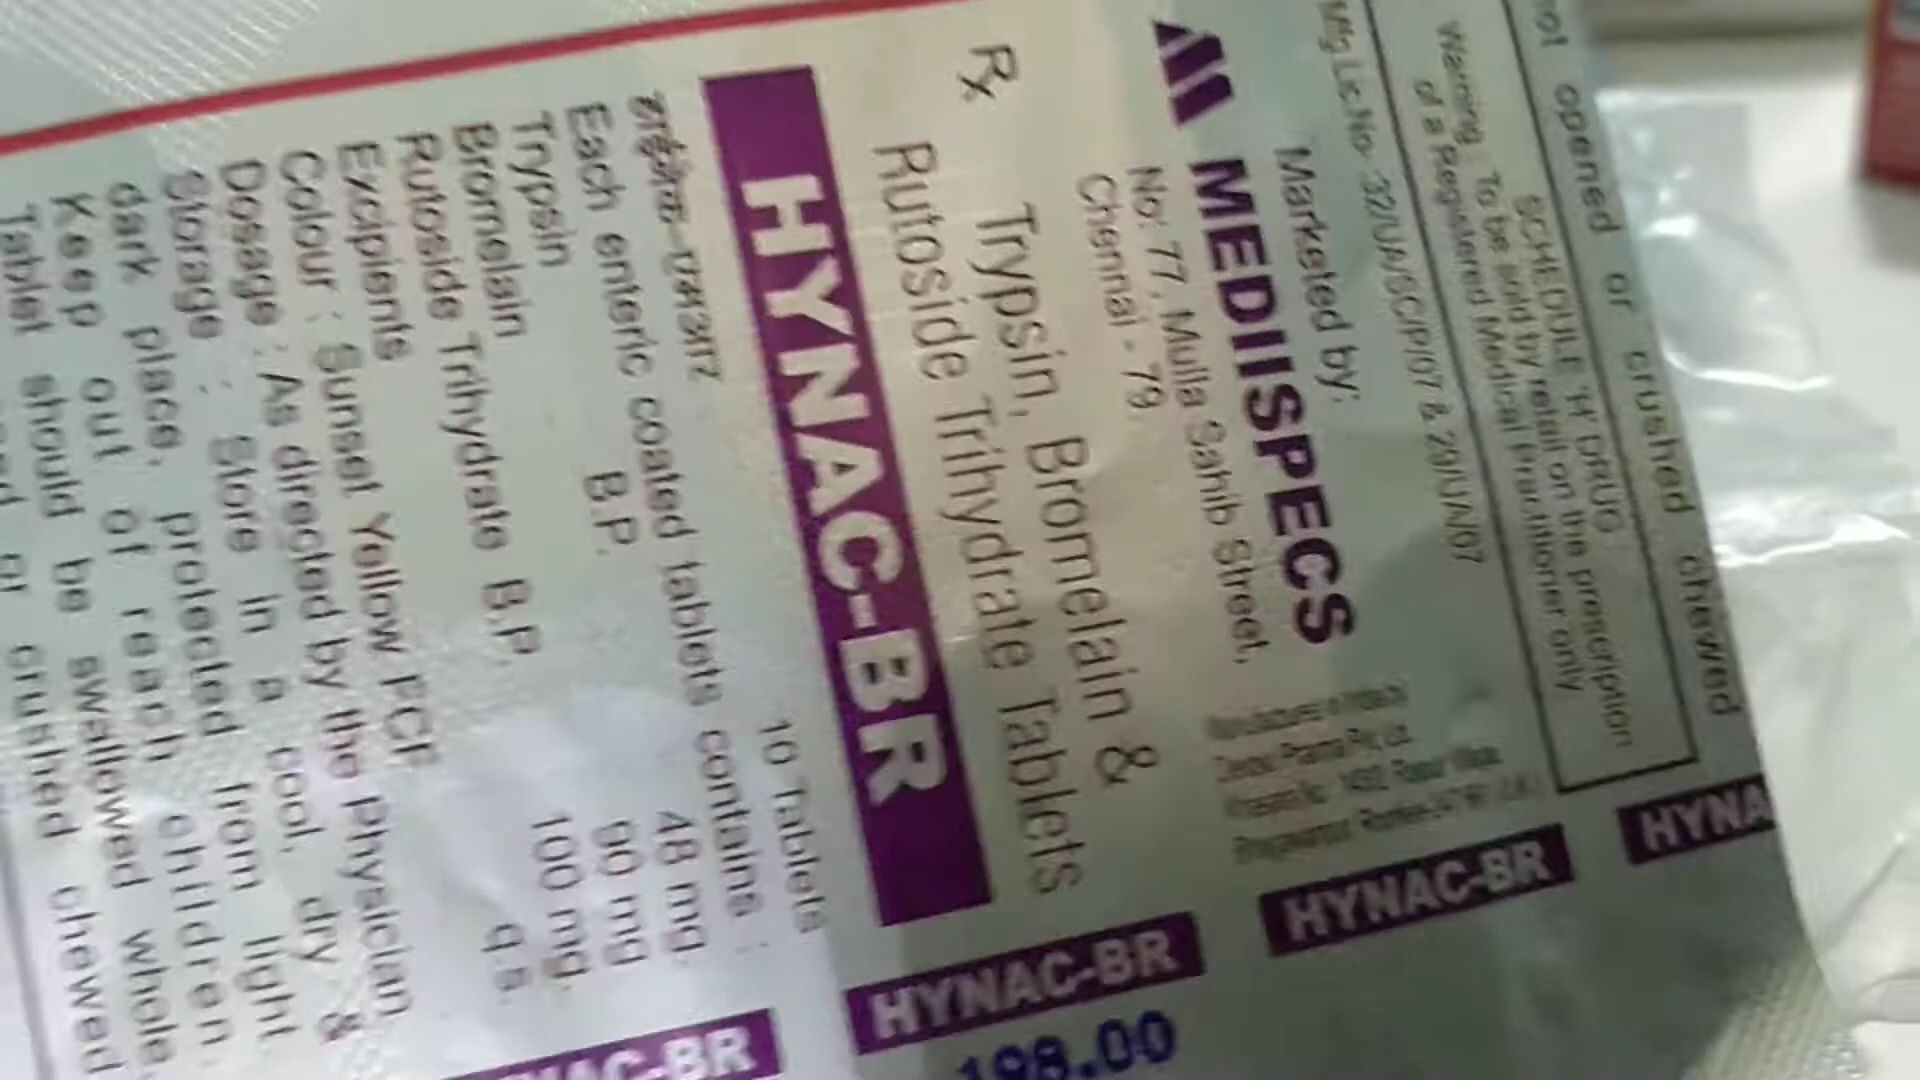 not opened or crushed chewed
SCHEDULE 'H' DRUG
Warning : To be sold by retail on the prescription
of a Registered Medical Practitioner only
Mfg Lic No- 32/UA/SC/P/07 & 29/UA/07
Marketed by:
MEDIISPECS
No: 77, Mulla Sahib Street,
Chennai - 79
Rx
Trypsin, Bromelain &
Rutoside Trihydrate Tablets
HYNAC-BR
10 Tablets
Each enteric coated tablets contains :
Trypsin B.P. 48 mg.
Bromelain 90 mg
Rutoside Trihydrate B.P. 100 mg.
Excipients q s.
Colour : Sunset Yellow FCF
Dosage : As directed by the Physician
Storage : Store in a cool, dry &
dark place, protected from light
Keep out of reach children.
Tablet should be swallowed whole
or crushed chewed
HYNA
HYNAC-BR
HYNAC-BR
AC-BR
198.00